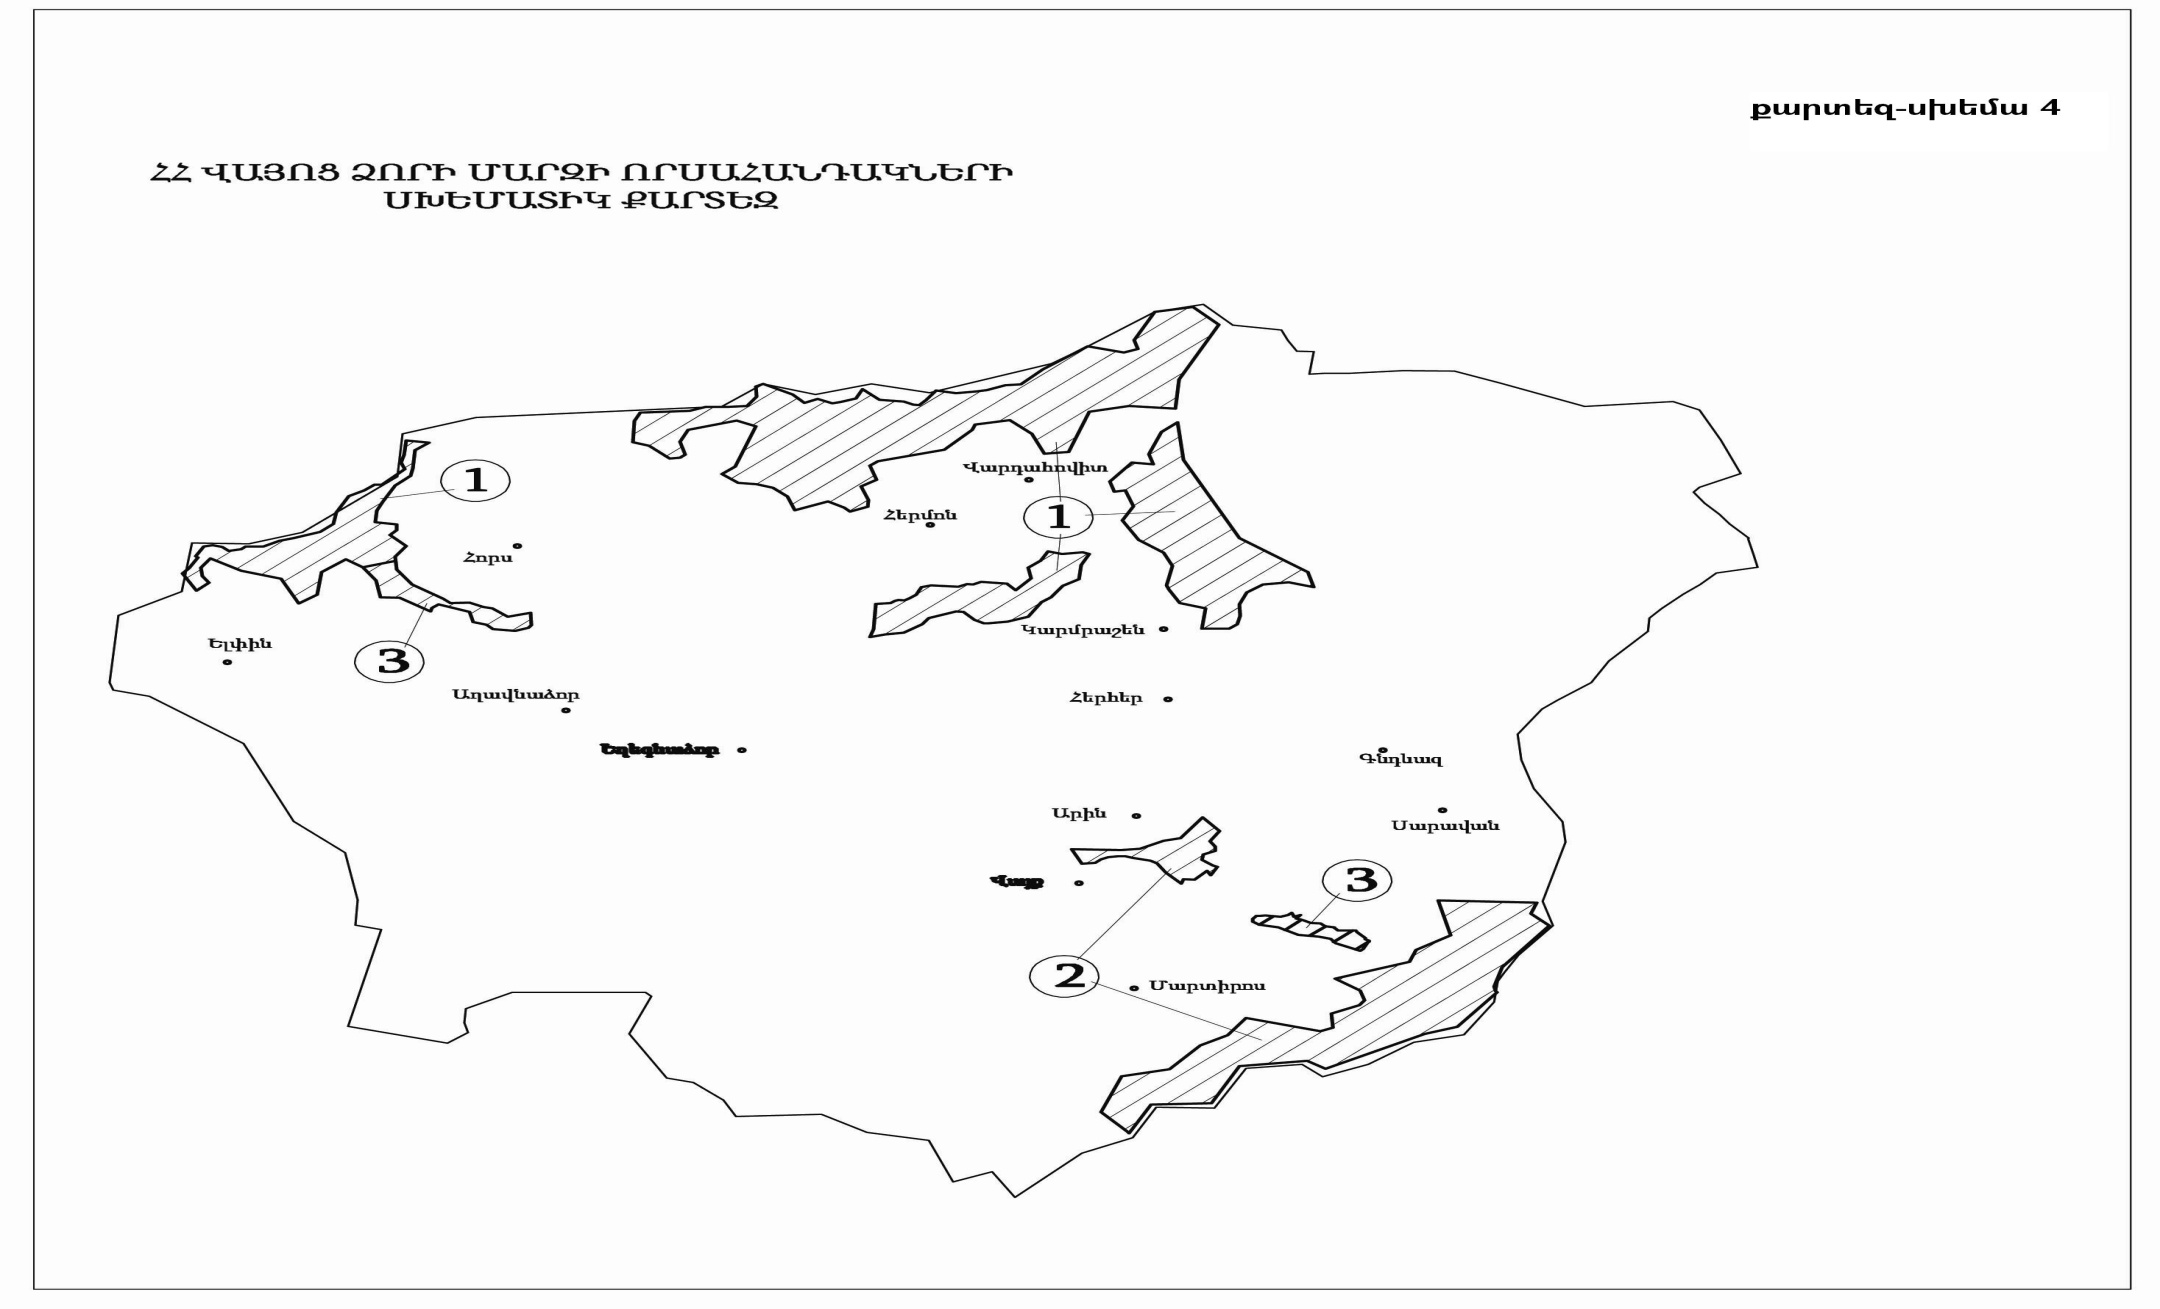 քարտեզ-սխեմա 4
ՀՀ ՎԱՅՈՑ ՁՈՐԻ ՄԱՐԶԻ ՈՐՍԱՀԱՆԴԱԿՆԵՐԻ
ՍԽԵՄԱՏԻԿ ՔԱՐՏԵԶ
Վարդահովիտ
1
Հերմոն
1
Հորս
Կարմրաշեն
Ելփին
3
Աղավնաձոր
Հերհեր
Եղեգնաձոր
Գնդևազ
Արին
Սարավան
Վայք
3
2
Մարտիրոս